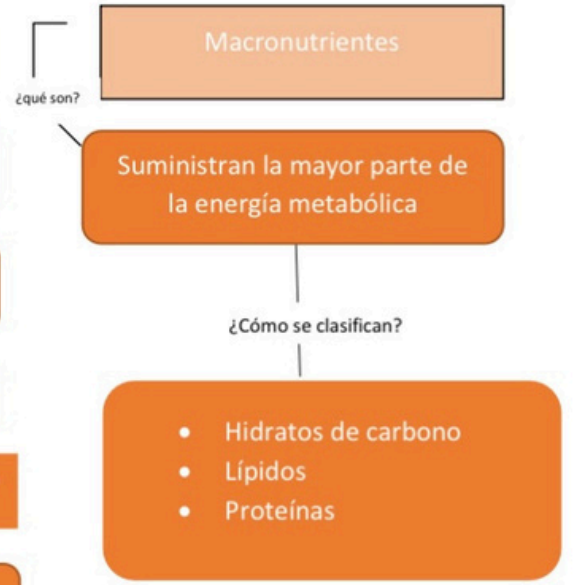 Macronutrientes
¿qué son?
Suministran la mayor parte de
la energía metabólica
¿Cómo se clasifican?
• Hidratos de carbono
• Lípidos
• Proteínas